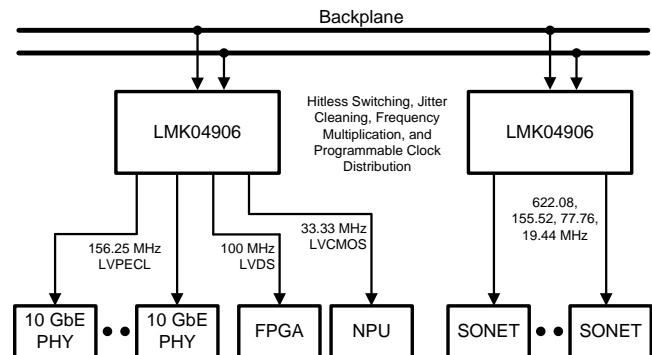 Backplane
LMK04906
Hitless Switching, Jitter
Cleaning, Frequency
Multiplication, and
Programmable Clock
Distribution
LMK04906
156.25 MHz
LVPECL
100 MHz
LVDS
33.33 MHz
LVCMOS
622.08,
155.52, 77.76,
19.44 MHz
10 GbE
PHY
10 GbE
PHY
FPGA
NPU
SONET
SONET